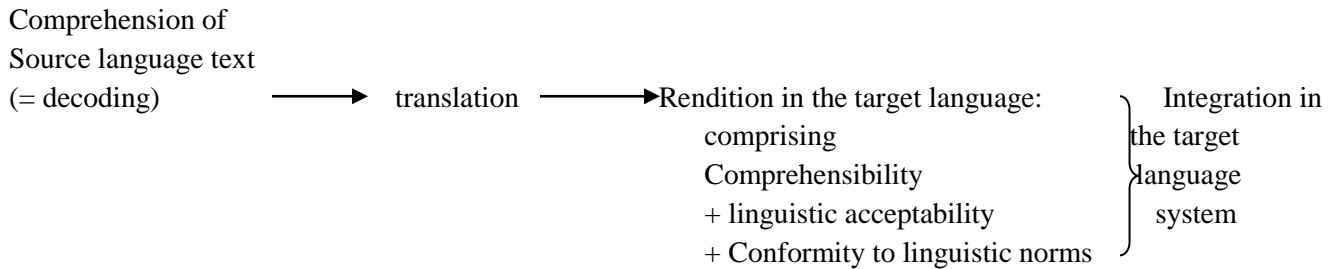 Comprehension of
Source language text
(= decoding) translation Rendition in the target language: Integration in
comprising the target
Comprehensibility language
+ linguistic acceptability system
+ Conformity to linguistic norms